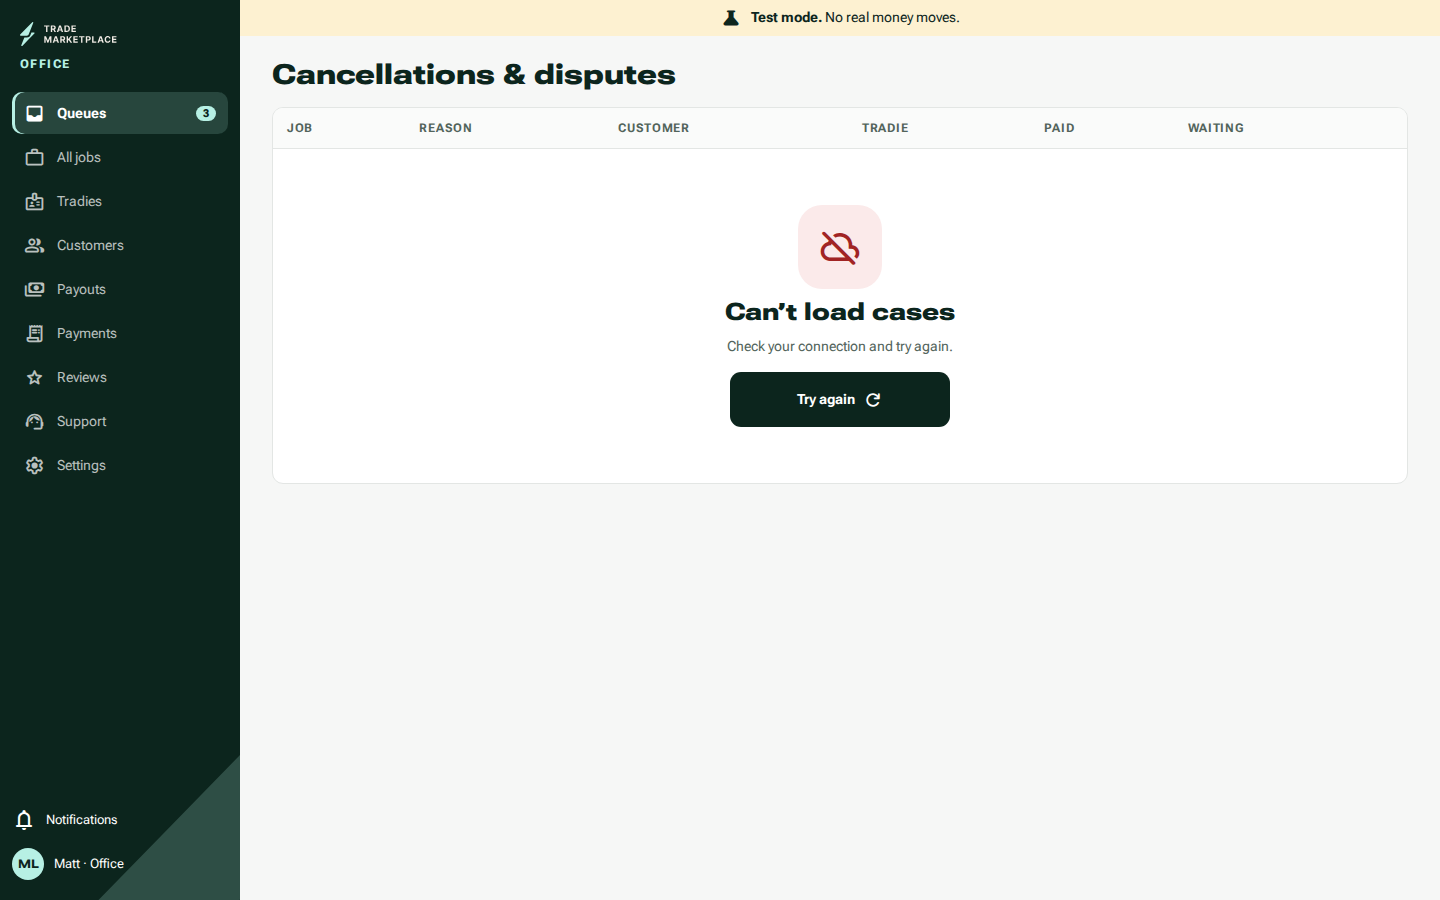 TRADE
MARKETPLACE
OFFICE
Queues 3
All jobs
Tradies
Customers
Payouts
Payments
Reviews
Support
Settings
Notifications
ML Matt · Office
Test mode. No real money moves.
Cancellations & disputes
JOB REASON CUSTOMER TRADIE PAID WAITING
Can’t load cases
Check your connection and try again.
Try again